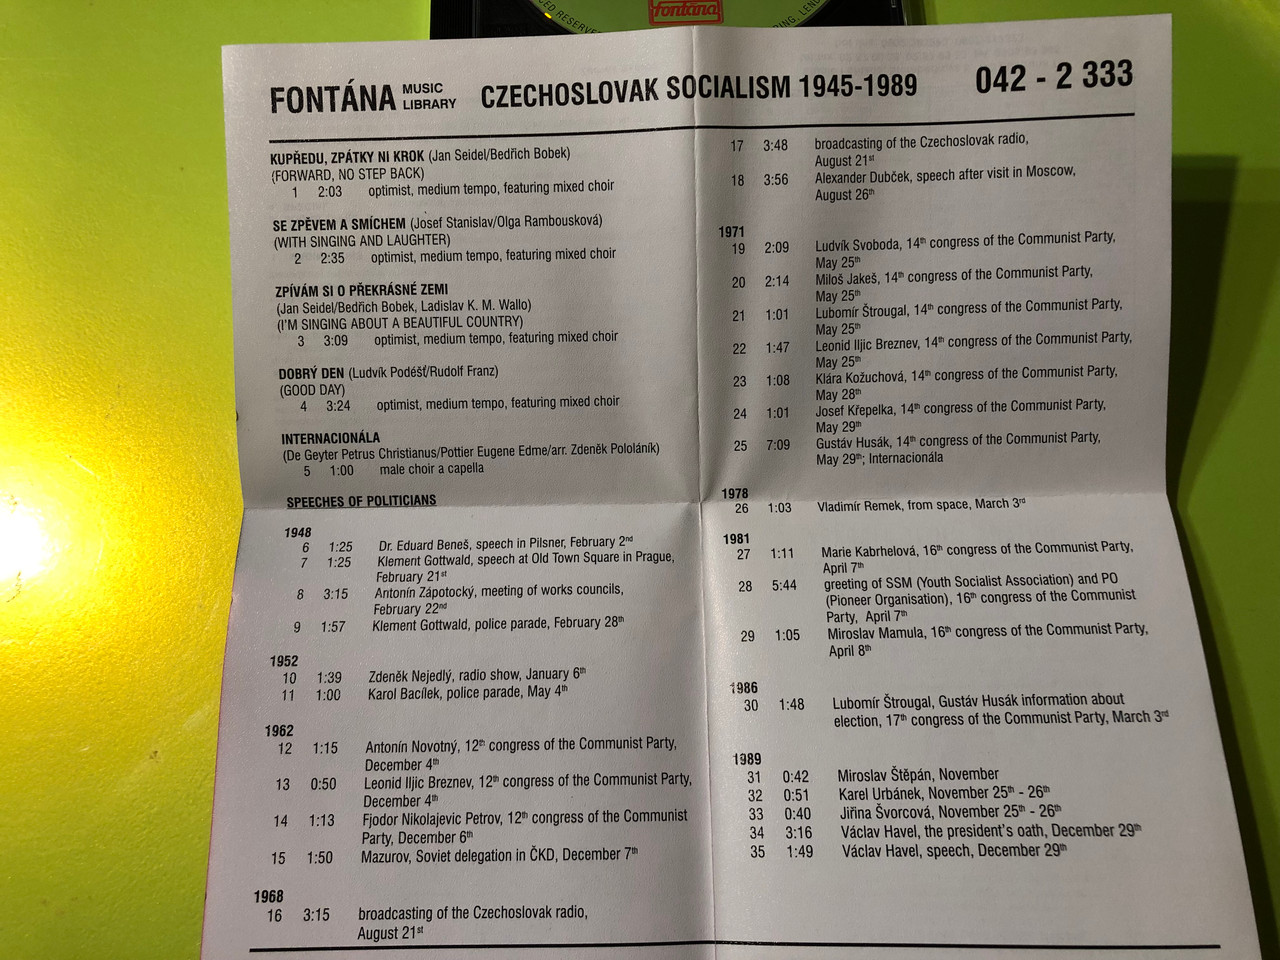 CED RESERVE
fontána
ING, LEN
FONTÁNA MUSIC LIBRARY CZECHOSLOVAK SOCIALISM 1945-1989 042 - 2 333
KUPŘEDU, ZPÁTKY NI KROK (Jan Seidel/Bedřich Bobek)
(FORWARD, NO STEP BACK)
1 2:03 optimist, medium tempo, featuring mixed choir
SE ZPĚVEM A SMÍCHEM (Josef Stanislav/Olga Rambousková)
(WITH SINGING AND LAUGHTER)
2 2:35 optimist, medium tempo, featuring mixed choir
ZPÍVÁM SI O PŘEKRÁSNÉ ZEMI
(Jan Seidel/Bedřich Bobek, Ladislav K. M. Wallo)
(I'M SINGING ABOUT A BEAUTIFUL COUNTRY)
3 3:09 optimist, medium tempo, featuring mixed choir
DOBRÝ DEN (Ludvík Podéšť/Rudolf Franz)
(GOOD DAY)
4 3:24 optimist, medium tempo, featuring mixed choir
INTERNACIONÁLA
(De Geyter Petrus Christianus/Pottier Eugene Edme/arr. Zdeněk Pololáník)
5 1:00 male choir a capella
SPEECHES OF POLITICIANS
1948
6 1:25 Dr. Eduard Beneš, speech in Pilsner, February 2nd
7 1:25 Klement Gottwald, speech at Old Town Square in Prague,
February 21st
8 3:15 Antonín Zápotocký, meeting of works councils,
February 22nd
9 1:57 Klement Gottwald, police parade, February 28th
1952
10 1:39 Zdeněk Nejedlý, radio show, January 6th
11 1:00 Karol Bacílek, police parade, May 4th
1962
12 1:15 Antonín Novotný, 12th congress of the Communist Party,
December 4th
13 0:50 Leonid Iljic Breznev, 12th congress of the Communist Party,
December 4th
14 1:13 Fjodor Nikolajevic Petrov, 12th congress of the Communist
Party, December 6th
15 1:50 Mazurov, Soviet delegation in ČKD, December 7th
1968
16 3:15 broadcasting of the Czechoslovak radio,
August 21st
17 3:48 broadcasting of the Czechoslovak radio,
August 21st
18 3:56 Alexander Dubček, speech after visit in Moscow,
August 26th
1971
19 2:09 Ludvík Svoboda, 14th congress of the Communist Party,
May 25th
20 2:14 Miloš Jakeš, 14th congress of the Communist Party,
May 25th
21 1:01 Lubomír Štrougal, 14th congress of the Communist Party,
May 25th
22 1:47 Leonid Iljic Breznev, 14th congress of the Communist Party,
May 25th
23 1:08 Klára Kožuchová, 14th congress of the Communist Party,
May 28th
24 1:01 Josef Křepelka, 14th congress of the Communist Party,
May 29th
25 7:09 Gustáv Husák, 14th congress of the Communist Party,
May 29th; Internacionála
1978
26 1:03 Vladimír Remek, from space, March 3rd
1981
27 1:11 Marie Kabrhelová, 16th congress of the Communist Party,
April 7th
28 5:44 greeting of SSM (Youth Socialist Association) and PO
(Pioneer Organisation), 16th congress of the Communist
Party, April 7th
29 1:05 Miroslav Mamula, 16th congress of the Communist Party,
April 8th
1986
30 1:48 Lubomír Štrougal, Gustáv Husák information about
election, 17th congress of the Communist Party, March 3rd
1989
31 0:42 Miroslav Štěpán, November
32 0:51 Karel Urbánek, November 25th - 26th
33 0:40 Jiřina Švorcová, November 25th - 26th
34 3:16 Václav Havel, the president's oath, December 29th
35 1:49 Václav Havel, speech, December 29th